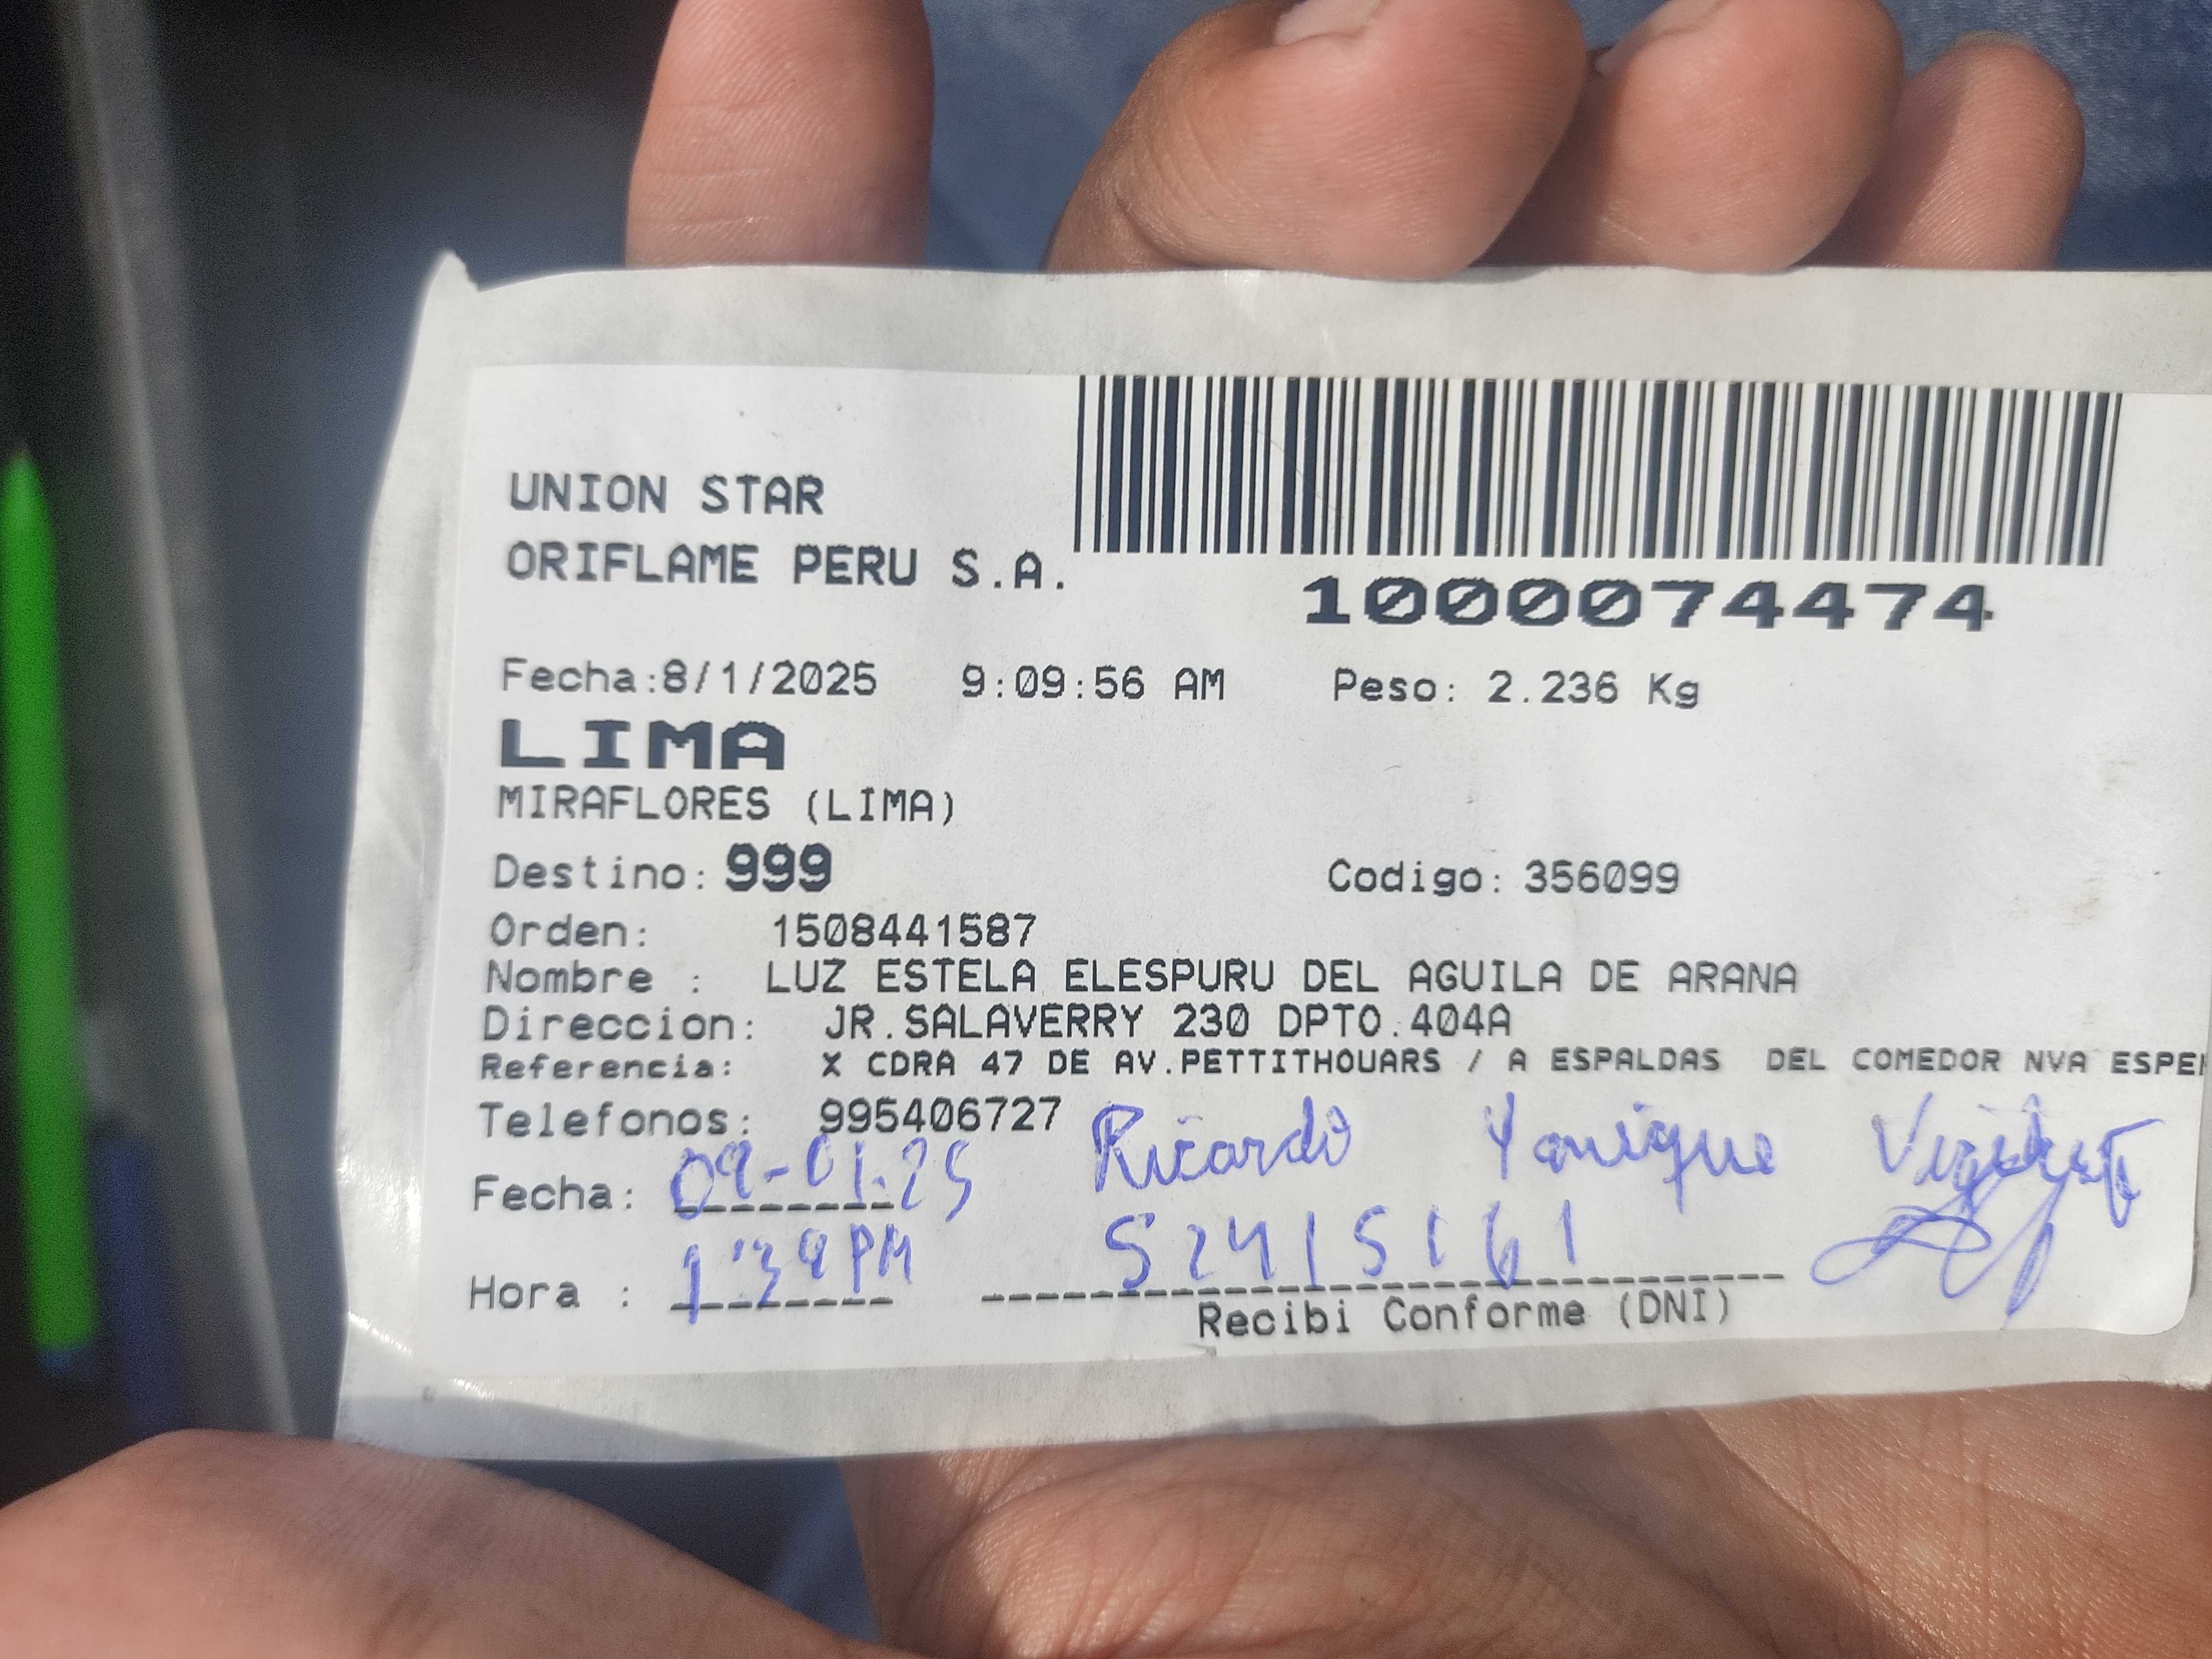 UNION STAR
ORIFLAME PERU S.A.
1000074474
Fecha:8/1/2025 9:09:56 AM Peso: 2.236 Kg
LIMA
MIRAFLORES (LIMA)
Destino: 999 Codigo: 356099
Orden: 1508441587
Nombre : LUZ ESTELA ELESPURU DEL AGUILA DE ARANA
Direccion: JR.SALAVERRY 230 DPTO.404A
Referencia: X CDRA 47 DE AV.PETTITHOUARS / A ESPALDAS DEL COMEDOR NVA
Telefonos: 995406727
Ricardo
Fecha: 09-01-25
Hora : 1:39 PM
52415161
Recibi Conforme (DNI)